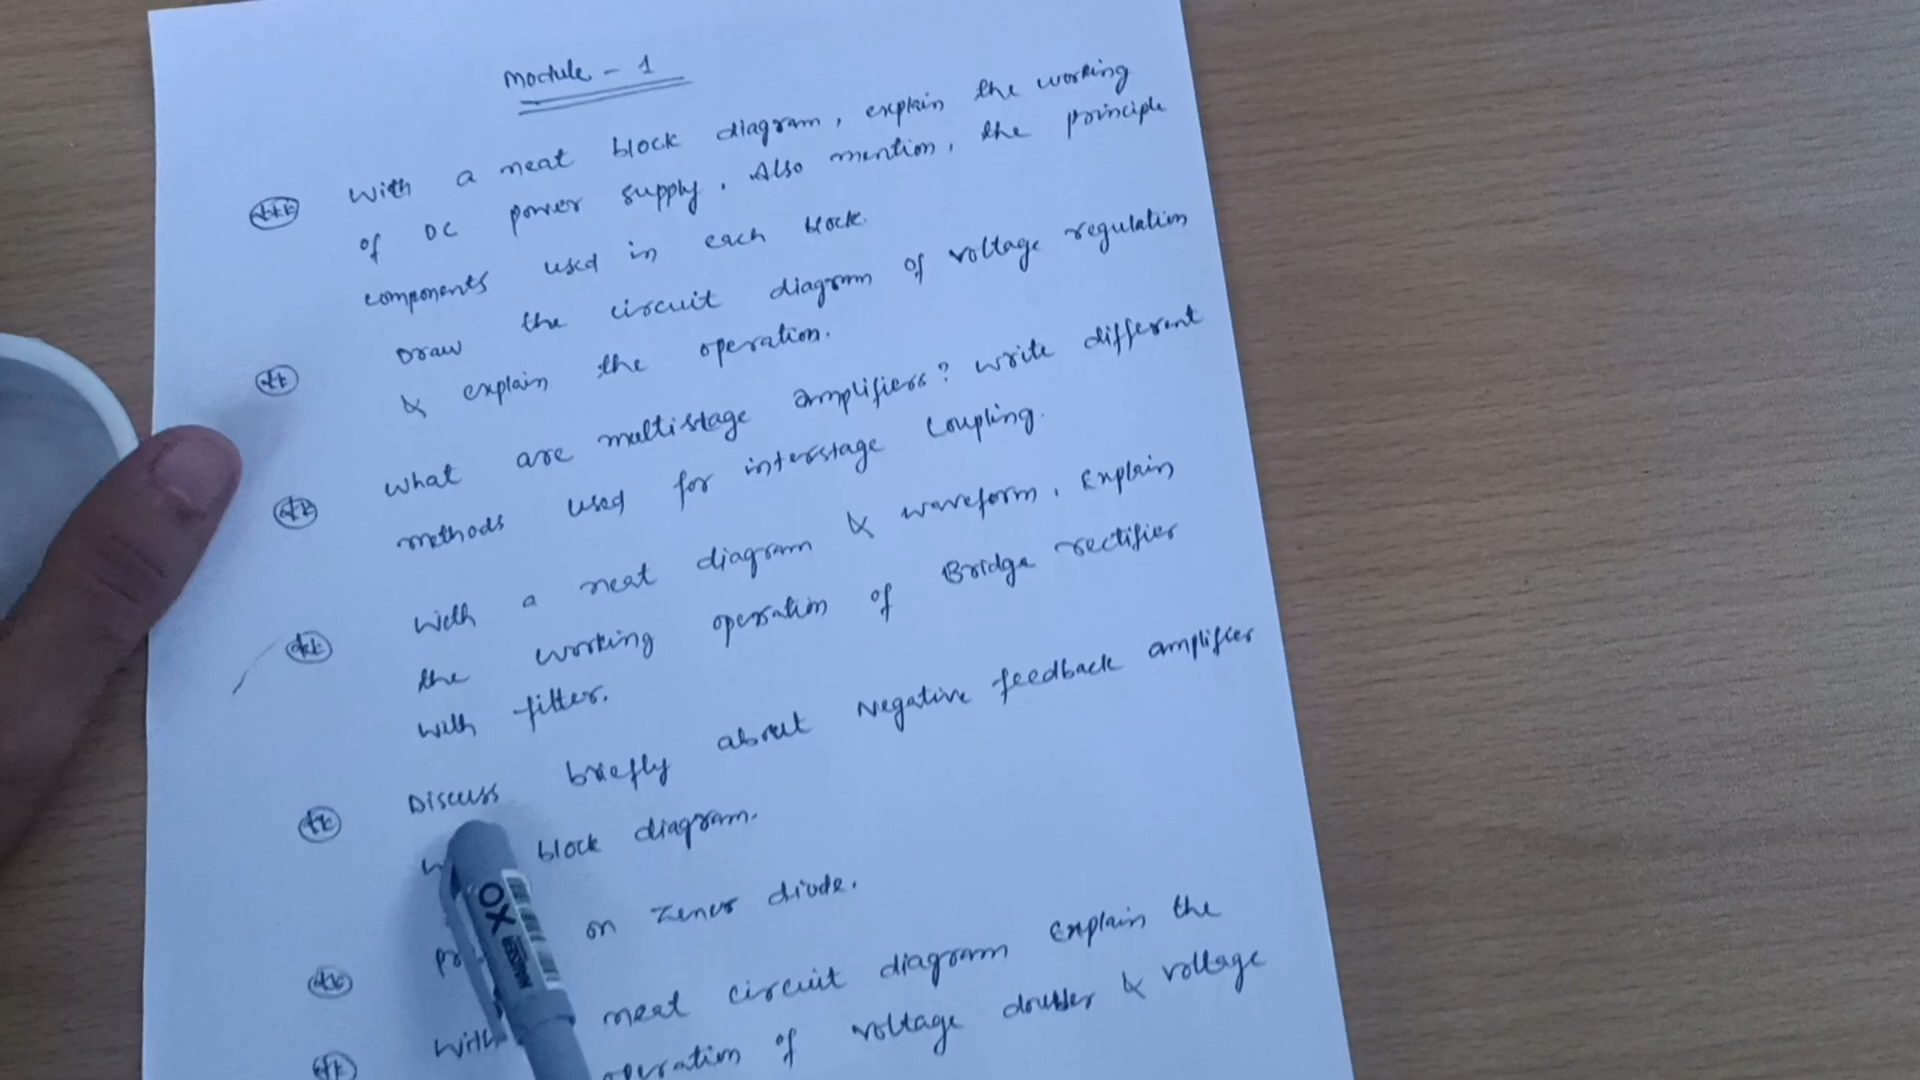 Module - 1
With a neat block diagram, explain the working
of DC power supply. Also mention, the principle
components used in each block.
Draw the circuit diagram of voltage regulation
& explain the operation.
What are multistage amplifiers? Write different
methods used for interstage coupling.
With a neat diagram & waveform, Explain
the working operation of Bridge rectifier
with filter.
Discuss briefly about Negative feedback amplifier
block diagram.
on Zener diode.
With neat circuit diagram explain the
operation of voltage doubler & voltage
OX